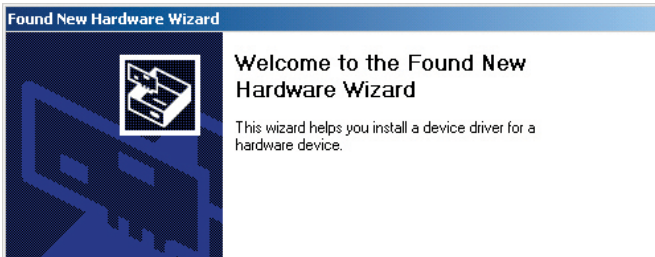 Found New Hardware Wizard
Welcome to the Found New
Hardware Wizard
This wizard helps you install a device driver for a
hardware device.